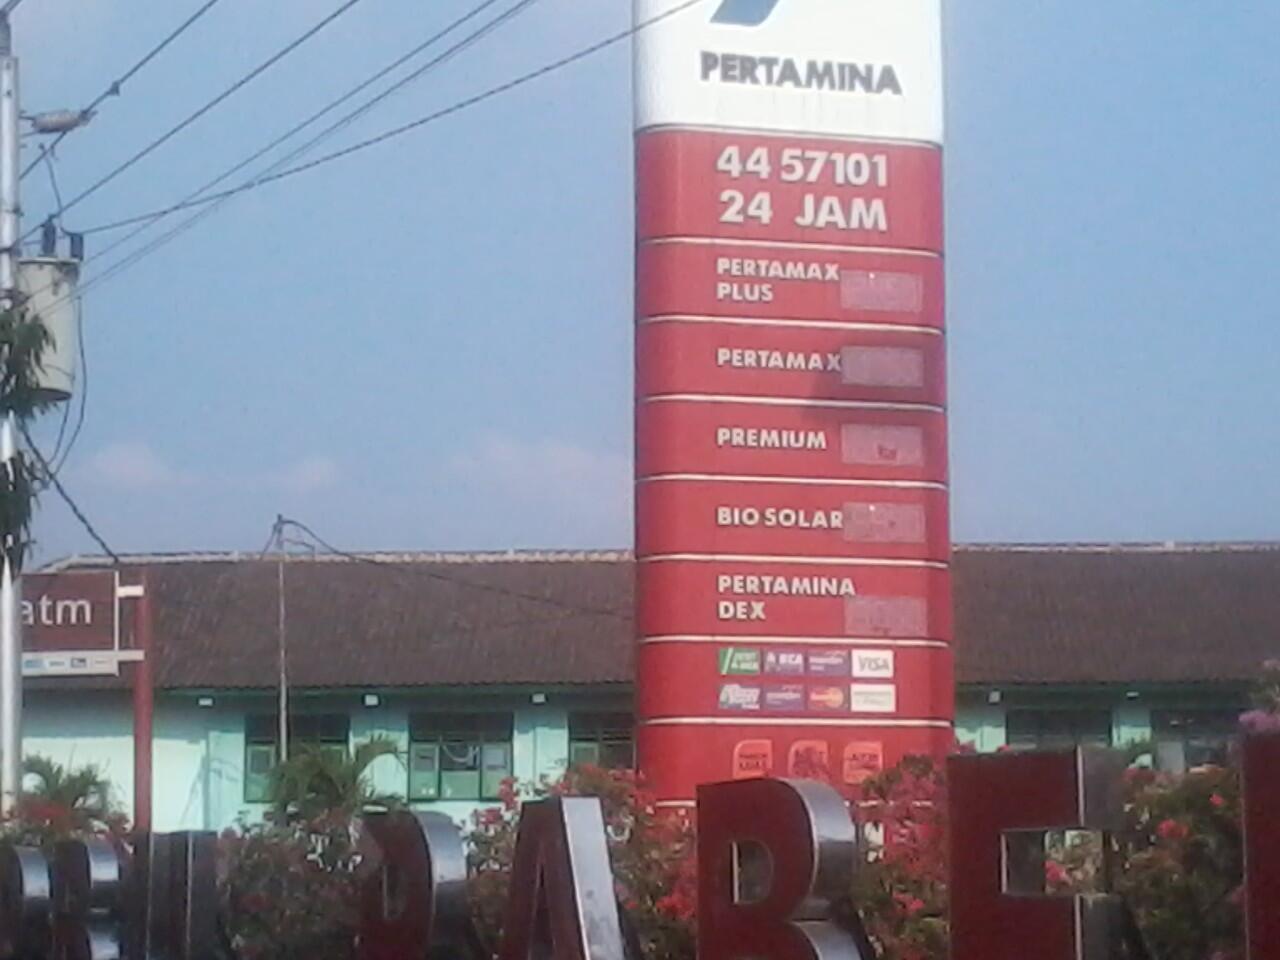 PERTAMINA
44 57101
24 JAM
PERTAMAX
PLUS
PERTAMAX
PREMIUM
BIO SOLAR
PERTAMINA
DEX
atm
BCA
VISA